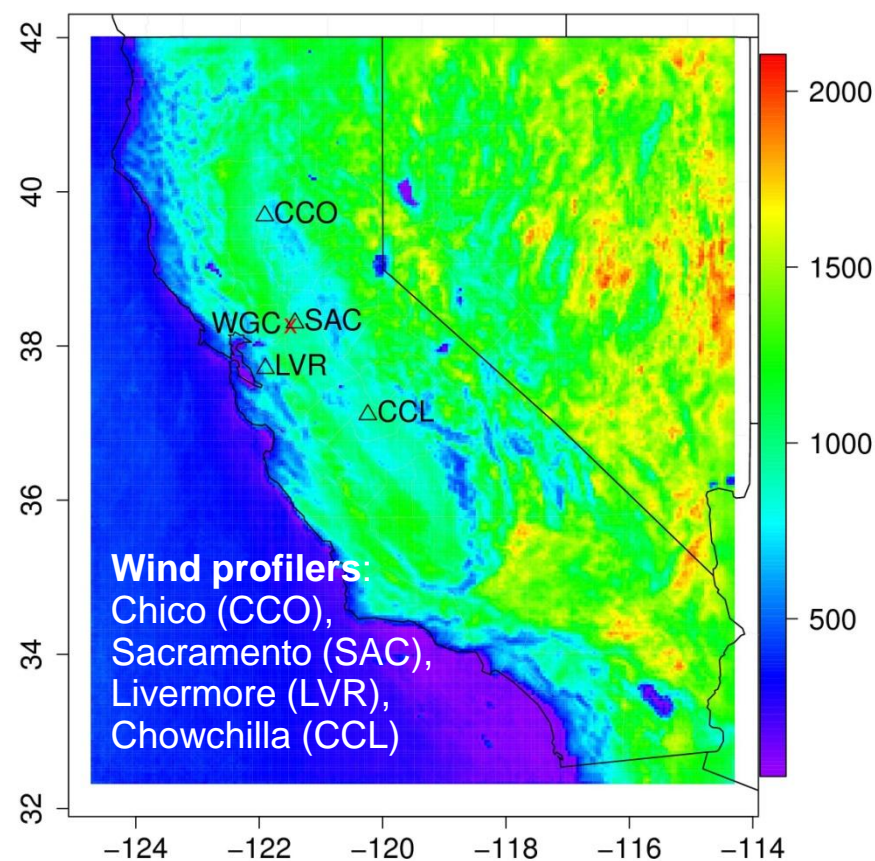 42
40
38
36
34
32
−124
−122
−120
−118
−116
−114
2000
1500
1000
500
CCO
WGC SAC
LVR
CCL
Wind profilers:
Chico (CCO),
Sacramento (SAC),
Livermore (LVR),
Chowchilla (CCL)